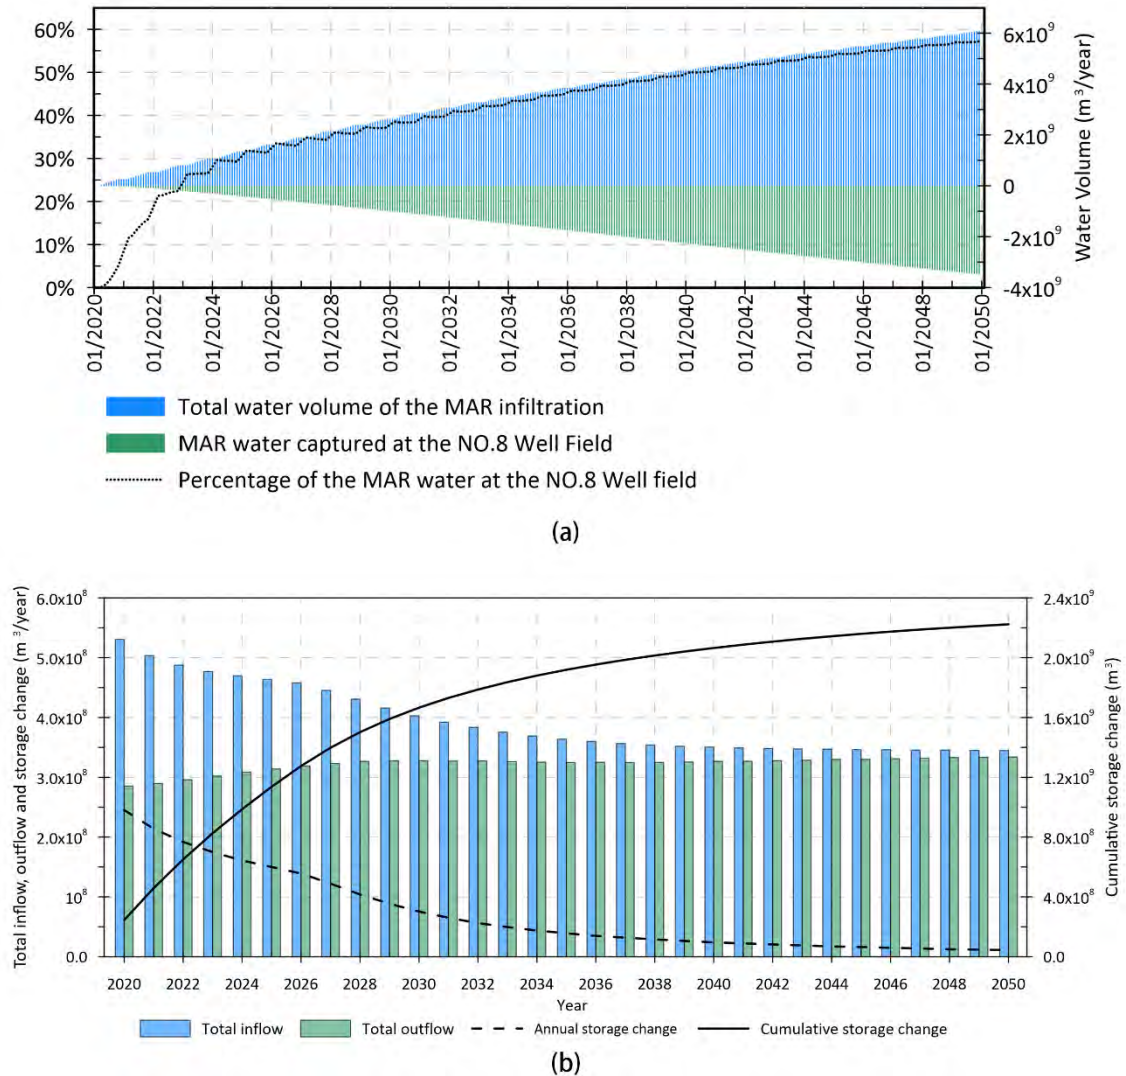 60%
50%
40%
30%
20%
10%
0%
6x10⁹
4x10⁹
2x10⁹
0
-2x10⁹
-4x10⁹
Water Volume (m³/year)
01/2020
01/2022
01/2024
01/2026
01/2028
01/2030
01/2032
01/2034
01/2036
01/2038
01/2040
01/2042
01/2044
01/2046
01/2048
01/2050
Total water volume of the MAR infiltration
MAR water captured at the NO.8 Well Field
Percentage of the MAR water at the NO.8 Well field
(a)
Total inflow, outflow and storage change (m³/year)
6.0x10⁸
5.0x10⁸
4.0x10⁸
3.0x10⁸
2.0x10⁸
10⁸
0.0
2.4x10⁹
2.0x10⁹
1.6x10⁹
1.2x10⁹
8.0x10⁸
4.0x10⁸
0.0
Cumulative storage change (m³)
2020 2022 2024 2026 2028 2030 2032 2034 2036 2038 2040 2042 2044 2046 2048 2050
Year
Total inflow Total outflow Annual storage change Cumulative storage change
(b)